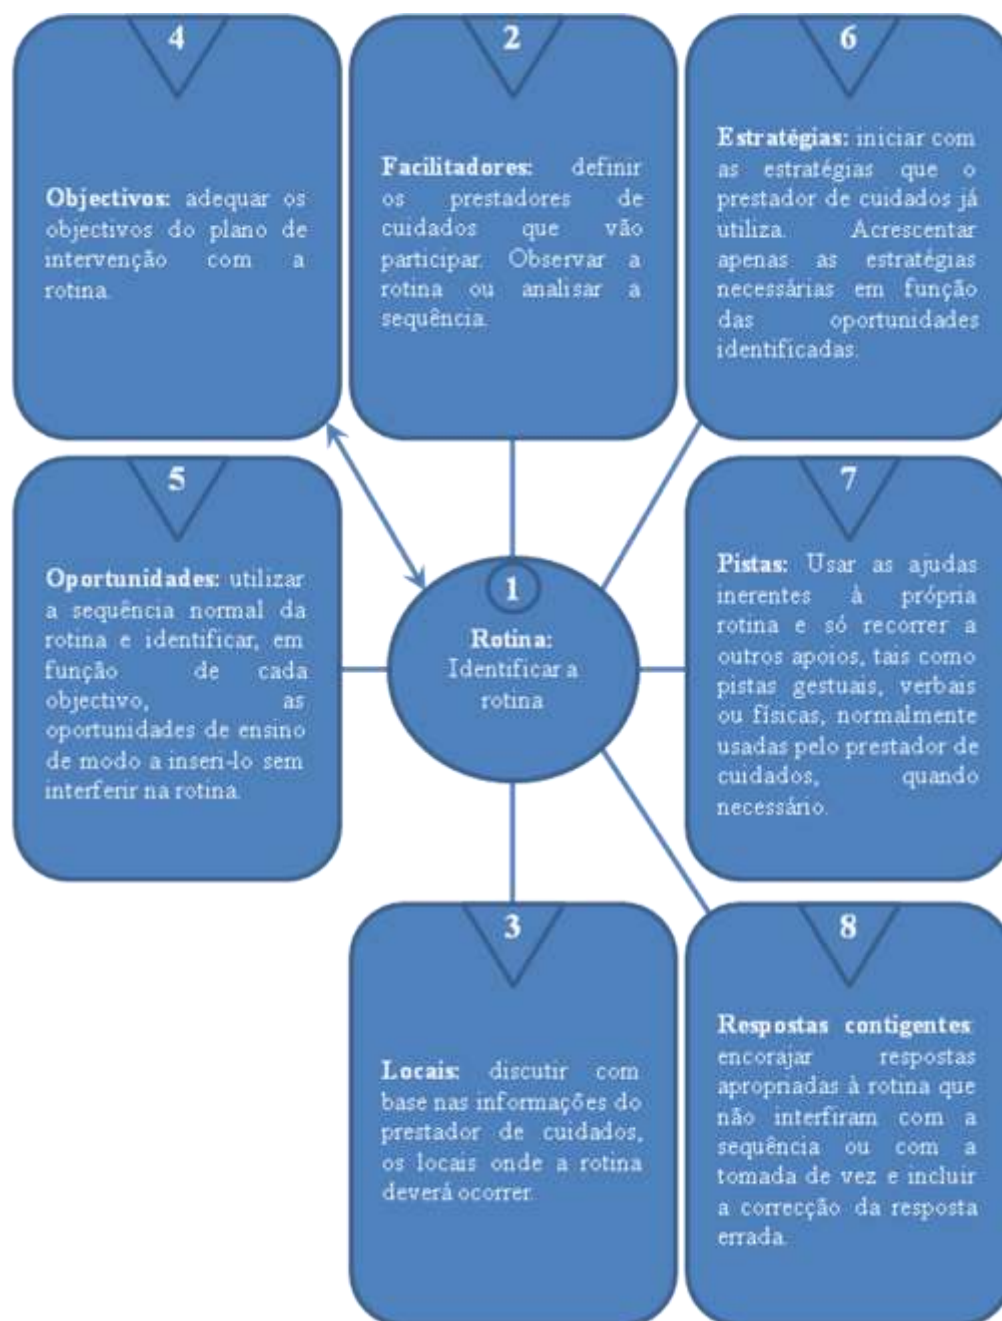 4
Objectivos: adequar os
objectivos do plano de
intervenção com a
rotina.
2
Facilitadores: definir
os prestadores de
cuidados que vão
participar. Observar a
rotina ou analisar a
sequência.
6
Estratégias: iniciar com
as estratégias que o
prestador de cuidados já
utiliza. Acrescentar
apenas as estratégias
necessárias em função
das oportunidades
identificadas.
5
Oportunidades: utilizar
a sequência normal da
rotina e identificar, em
função de cada
objectivo, as
oportunidades de ensino
de modo a inseri-lo sem
interferir na rotina.
1
Rotina:
Identificar a
rotina
7
Pistas: Usar as ajudas
inerentes à própria
rotina e só recorrer a
outros apoios, tais como
pistas gestuais, verbais
ou físicas, normalmente
usadas pelo prestador de
cuidados, quando
necessário.
3
Locais: discutir com
base nas informações do
prestador de cuidados,
os locais onde a rotina
deverá ocorrer.
8
Respostas contigentes:
encorajar respostas
apropriadas à rotina que
não interfiram com a
sequência ou com a
tomada de vez e incluir
a correcção da resposta
errada.